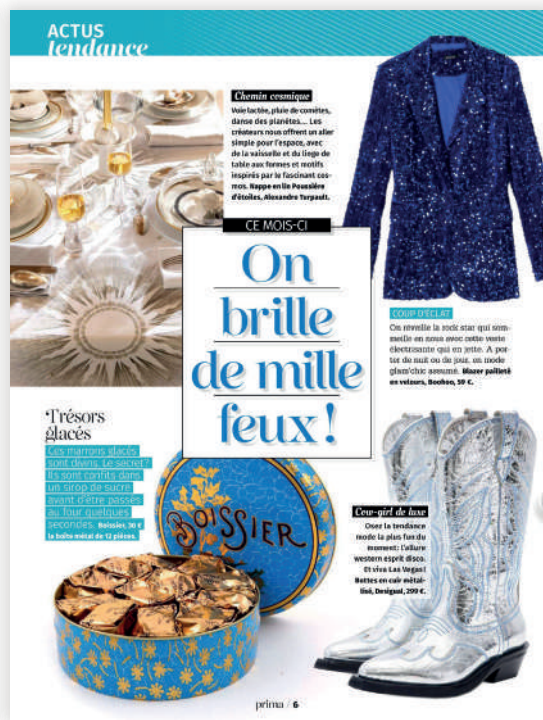 ACTUS
tendance
Chemin cosmique
Voie lactée, pluie de comètes,
danse des planètes... Les
créateurs nous offrent un aller
simple pour l'espace, avec
de la vaisselle et du linge de
table aux formes et motifs
inspirés par le fascinant cos-
mos. Nappe en lin Poussière
d'étoiles, Alexandre Turpault.
CE MOIS-CI
On
brille
de mille
feux !
COUP D'ÉCLAT
On réveille la rock star qui som-
meille en nous avec cette veste
électrisante qui en jette. À por-
ter de nuit ou de jour, en mode
glam'chic assumé. Blazer pailleté
en velours, Boohoo, 59 €.
Trésors
glacés
Ces marrons glacés
sont divins. Le secret ?
Ils sont confits dans
un sirop de sucre
avant d'être passés
au four quelques
secondes. Boissier, 36 €
la boîte métal de 12 pièces.
BOISSIER
Cow-girl de luxe
Osez la tendance
mode la plus fun du
moment: l'allure
western esprit disco.
Et viva Las Vegas!
Bottes en cuir métal-
lisé, Desigual, 299 €.
prima / 6